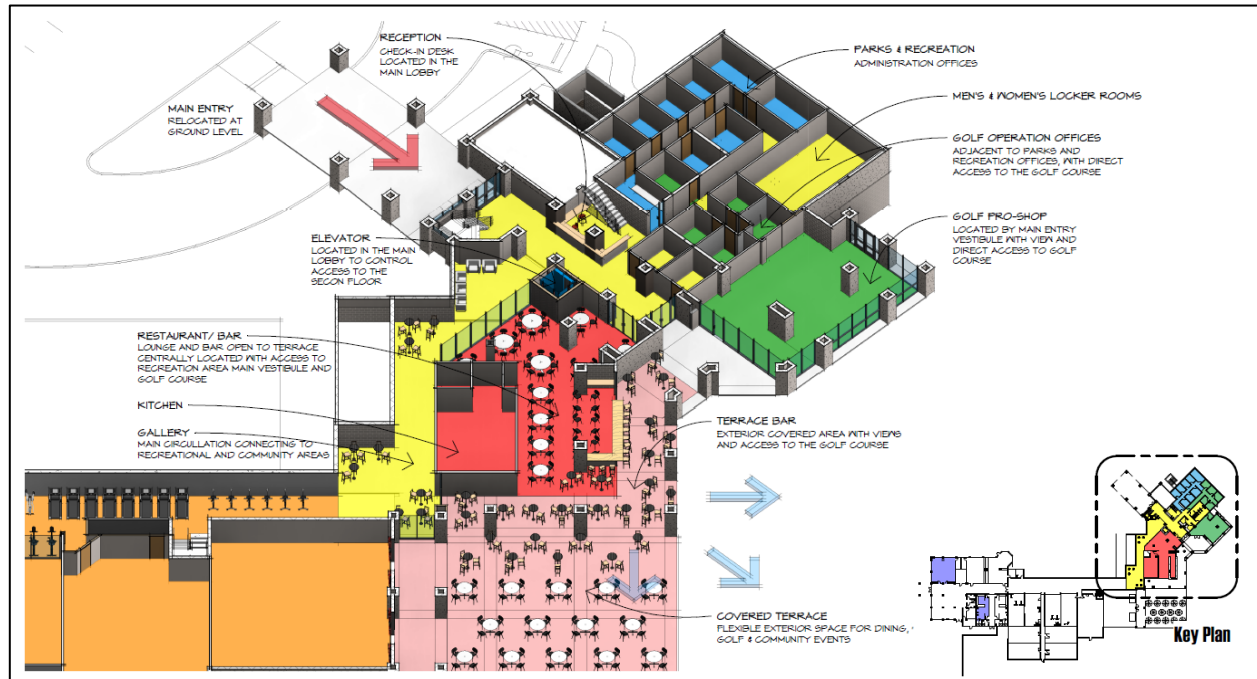 RECEPTION
CHECK-IN DESK
LOCATED IN THE
MAIN LOBBY
MAIN ENTRY
RELOCATED AT
GROUND LEVEL
ELEVATOR
LOCATED IN THE MAIN
LOBBY TO CONTROL
ACCESS TO THE
SECON FLOOR
RESTAURANT/ BAR
LOUNGE AND BAR OPEN TO TERRACE
CENTRALLY LOCATED WITH ACCESS TO
RECREATION AREA MAIN VESTIBULE AND
GOLF COURSE
KITCHEN
GALLERY
MAIN CIRCULATION CONNECTING TO
RECREATIONAL AND COMMUNITY AREAS
PARKS & RECREATION
ADMINISTRATION OFFICES
MEN'S & WOMEN'S LOCKER ROOMS
GOLF OPERATION OFFICES
ADJACENT TO PARKS AND
RECREATION OFFICES, WITH DIRECT
ACCESS TO THE GOLF COURSE
GOLF PRO-SHOP
LOCATED BY MAIN ENTRY
VESTIBULE WITH VIEW AND
DIRECT ACCESS TO GOLF
COURSE
TERRACE BAR
EXTERIOR COVERED AREA WITH VIEWS
AND ACCESS TO THE GOLF COURSE
COVERED TERRACE
FLEXIBLE EXTERIOR SPACE FOR DINING,
GOLF & COMMUNITY EVENTS
Key Plan